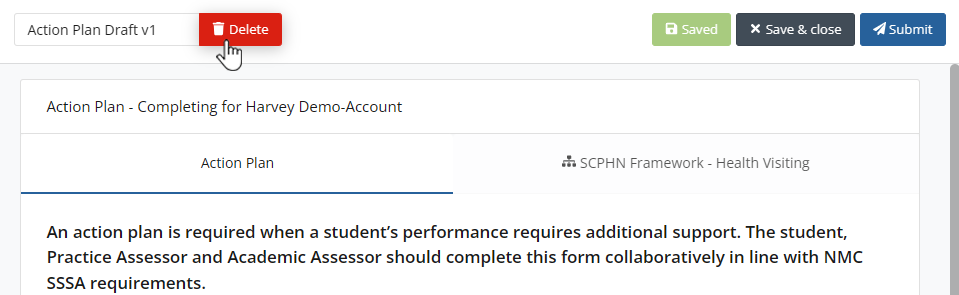 Action Plan Draft v1 Delete Saved Save & close Submit
Action Plan - Completing for Harvey Demo-Account
Action Plan SCPHN Framework - Health Visiting
An action plan is required when a student’s performance requires additional support. The student,
Practice Assessor and Academic Assessor should complete this form collaboratively in line with NMC
SSSA requirements.